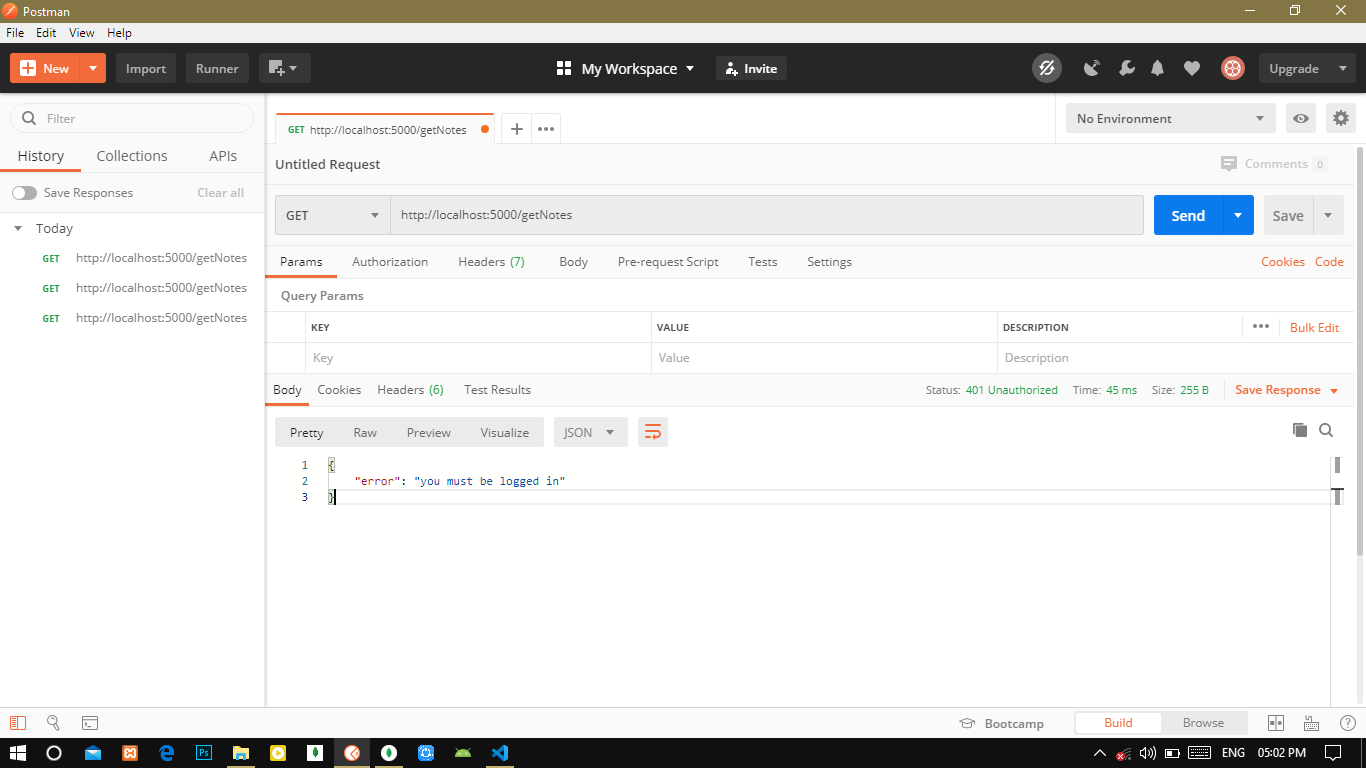 Postman
File Edit View Help
New Import Runner My Workspace Invite Upgrade
Filter
History Collections APIs
Save Responses Clear all
Today
GET http://localhost:5000/getNotes
GET http://localhost:5000/getNotes
GET http://localhost:5000/getNotes
GET http://localhost:5000/getNotes
No Environment
Untitled Request
Comments 0
GET http://localhost:5000/getNotes Send Save
Params Authorization Headers (7) Body Pre-request Script Tests Settings Cookies Code
Query Params
KEY VALUE DESCRIPTION ••• Bulk Edit
Key Value Description
Body Cookies Headers (6) Test Results Status: 401 Unauthorized Time: 45 ms Size: 255 B Save Response
Pretty Raw Preview Visualize JSON
1 {
2 "error": "you must be logged in"
3 }
Bootcamp Build Browse
Ps ENG 05:02 PM